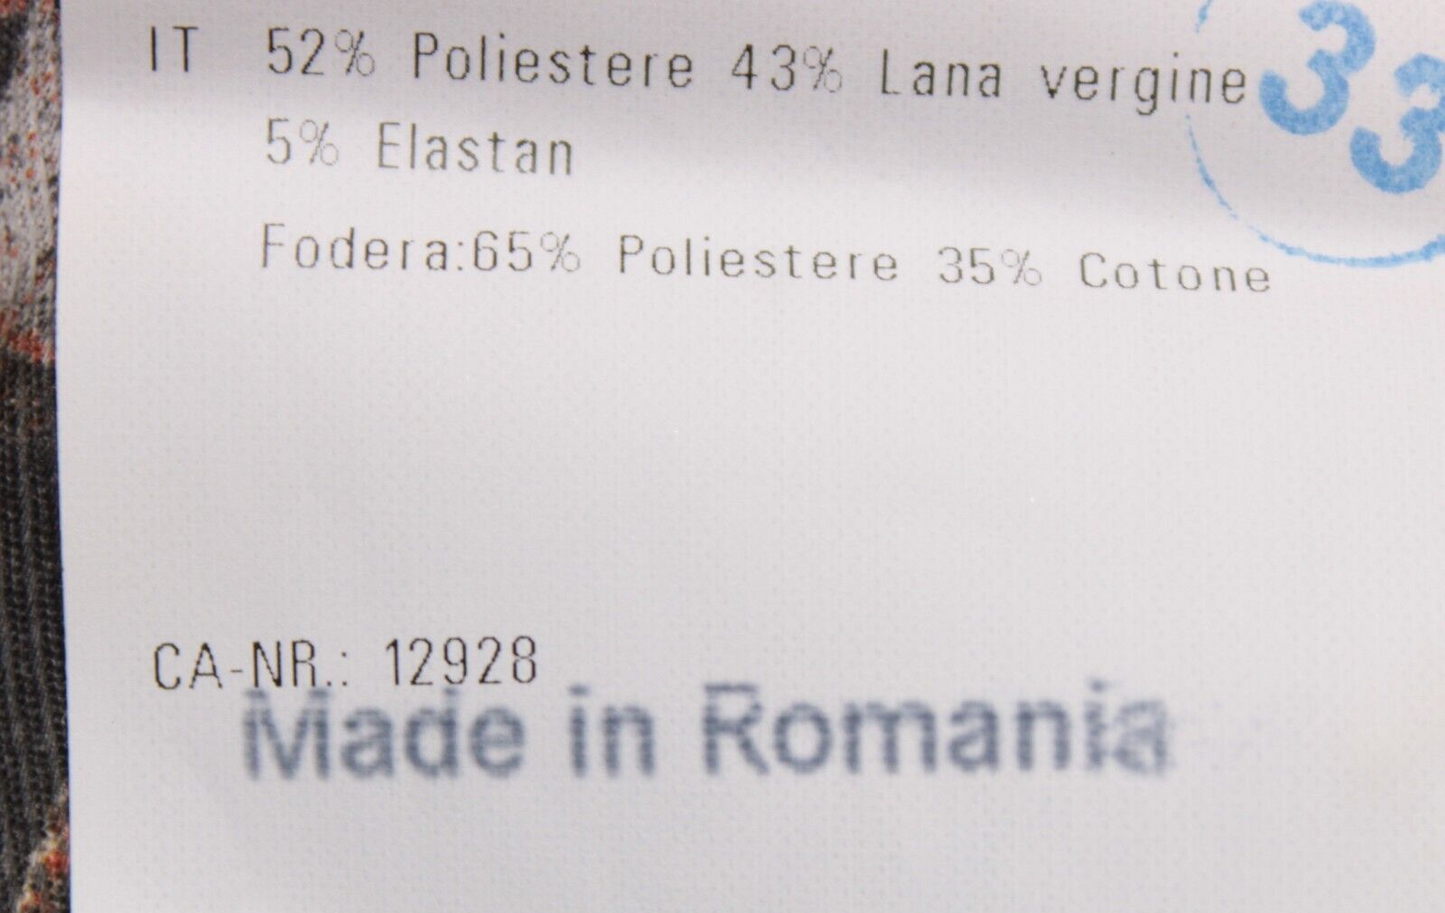 IT 52% Poliestere 43% Lana vergine
5% Elastan
Fodera:65% Poliestere 35% Cotone
33
CA-NR.: 12928
Made in Romania